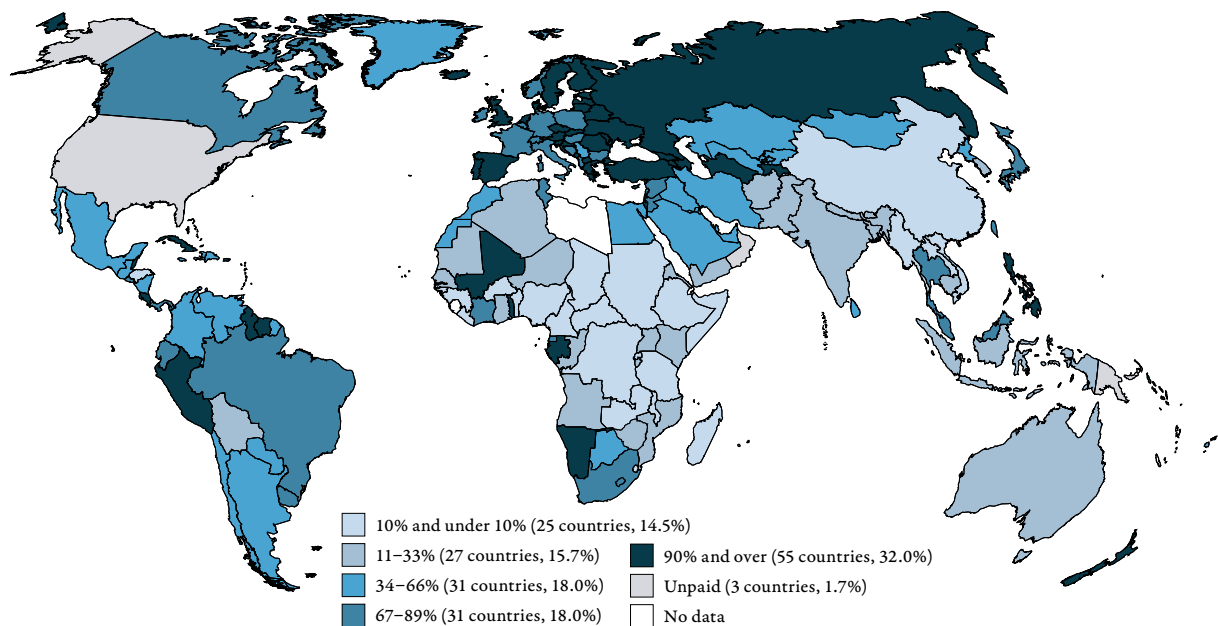 10% and under 10% (25 countries, 14.5%)
11–33% (27 countries, 15.7%)
34–66% (31 countries, 18.0%)
67–89% (31 countries, 18.0%)
90% and over (55 countries, 32.0%)
Unpaid (3 countries, 1.7%)
No data